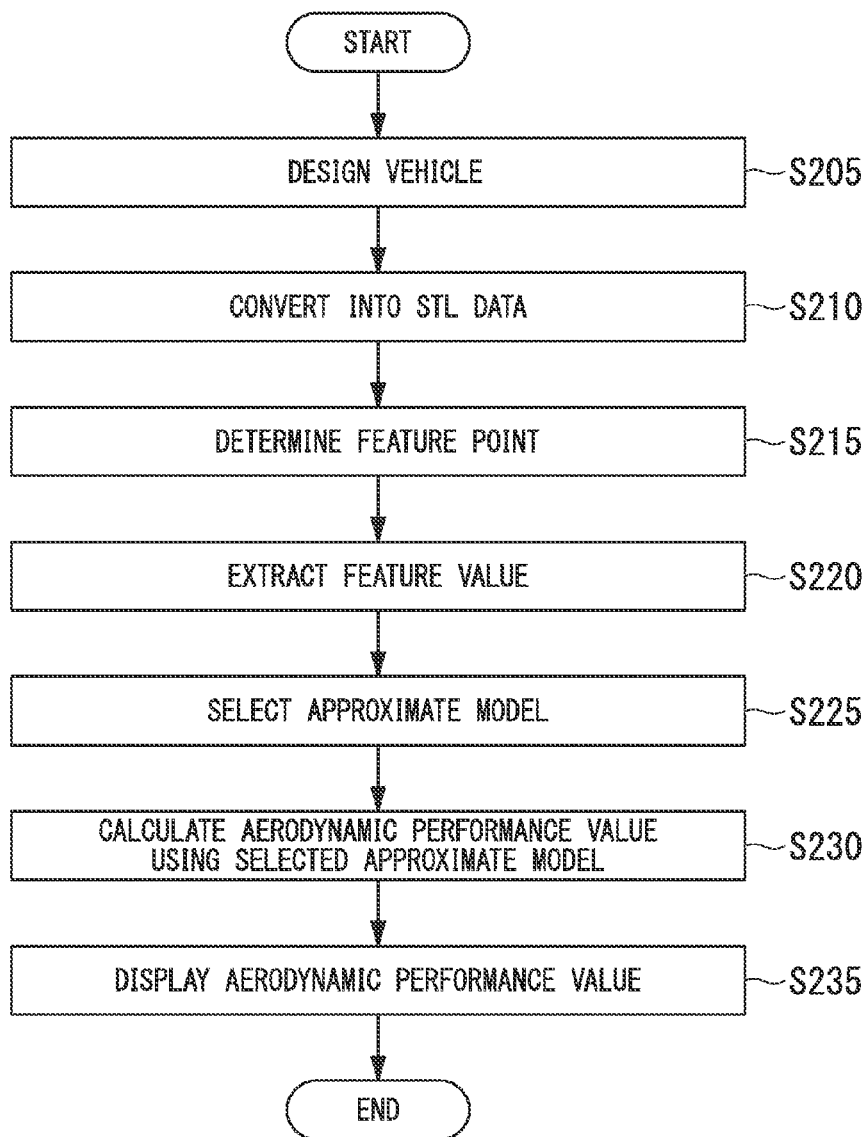 START
DESIGN VEHICLE
S205
CONVERT INTO STL DATA
S210
DETERMINE FEATURE POINT
S215
EXTRACT FEATURE VALUE
S220
SELECT APPROXIMATE MODEL
S225
CALCULATE AERODYNAMIC PERFORMANCE VALUE
USING SELECTED APPROXIMATE MODEL
S230
DISPLAY AERODYNAMIC PERFORMANCE VALUE
S235
END